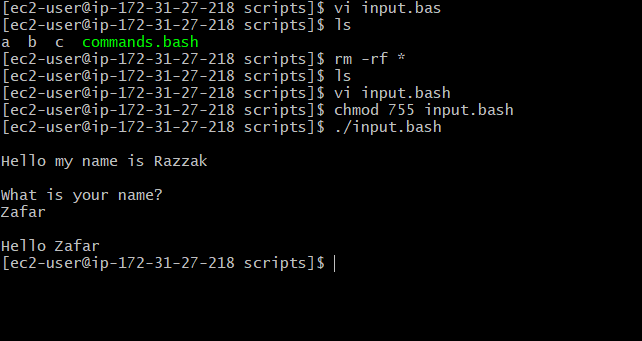 [ec2-user@ip-172-31-27-218 scripts]$ vi input.bas
[ec2-user@ip-172-31-27-218 scripts]$ ls
a  b  c  commands.bash
[ec2-user@ip-172-31-27-218 scripts]$ rm -rf *
[ec2-user@ip-172-31-27-218 scripts]$ ls
[ec2-user@ip-172-31-27-218 scripts]$ vi input.bash
[ec2-user@ip-172-31-27-218 scripts]$ chmod 755 input.bash
[ec2-user@ip-172-31-27-218 scripts]$ ./input.bash
Hello my name is Razzak
What is your name?
Zafar
Hello Zafar
[ec2-user@ip-172-31-27-218 scripts]$